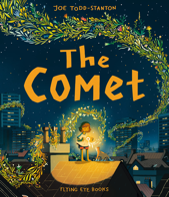 JOE TODD-STANTON
The
Comet
FLYING EYE BOOKS